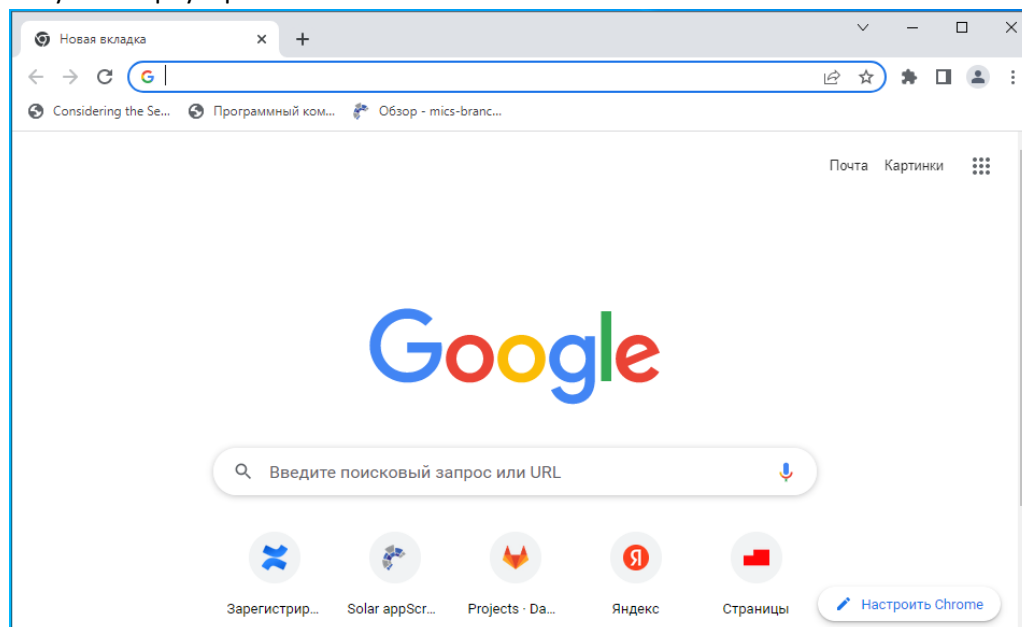 Новая вкладка
Considering the Se... Программный ком... Обзор - mics-branc...
Почта Картинки
Google
Введите поисковый запрос или URL
Зарегистрир... Solar appScr... Projects · Da... Яндекс Страницы
Настроить Chrome